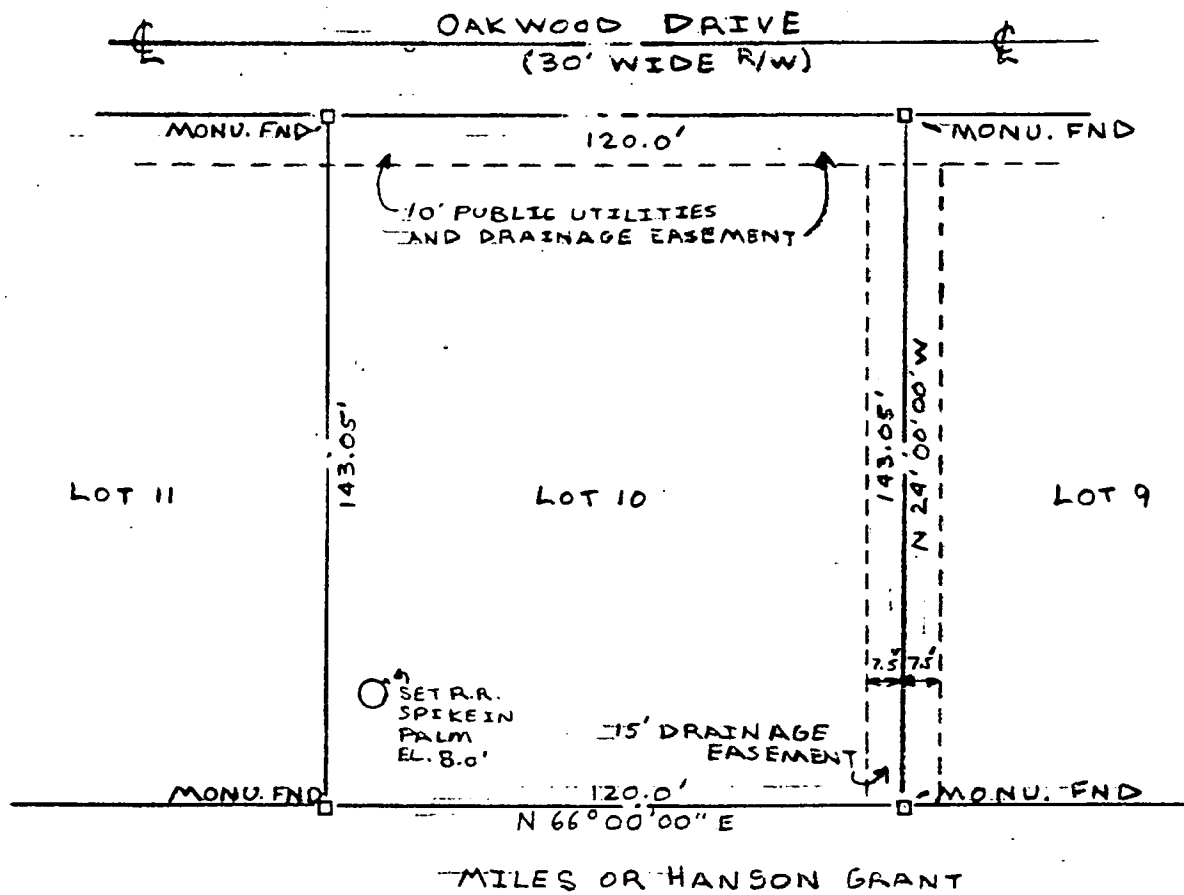 OAKWOOD DRIVE
℄ ℄
(30' WIDE R/W)
MONU. FND
120.0'
MONU. FND
10' PUBLIC UTILITIES
AND DRAINAGE EASEMENT
143.05'
143.05'
N 24°00'00" W
LOT 11
LOT 10
LOT 9
7.5' 7.5'
SET R.R.
SPIKE IN
PALM
EL. 8.0'
15' DRAINAGE
EASEMENT
MONU. FND
120.0'
MONU. FND
N 66°00'00" E
MILES OR HANSON GRANT